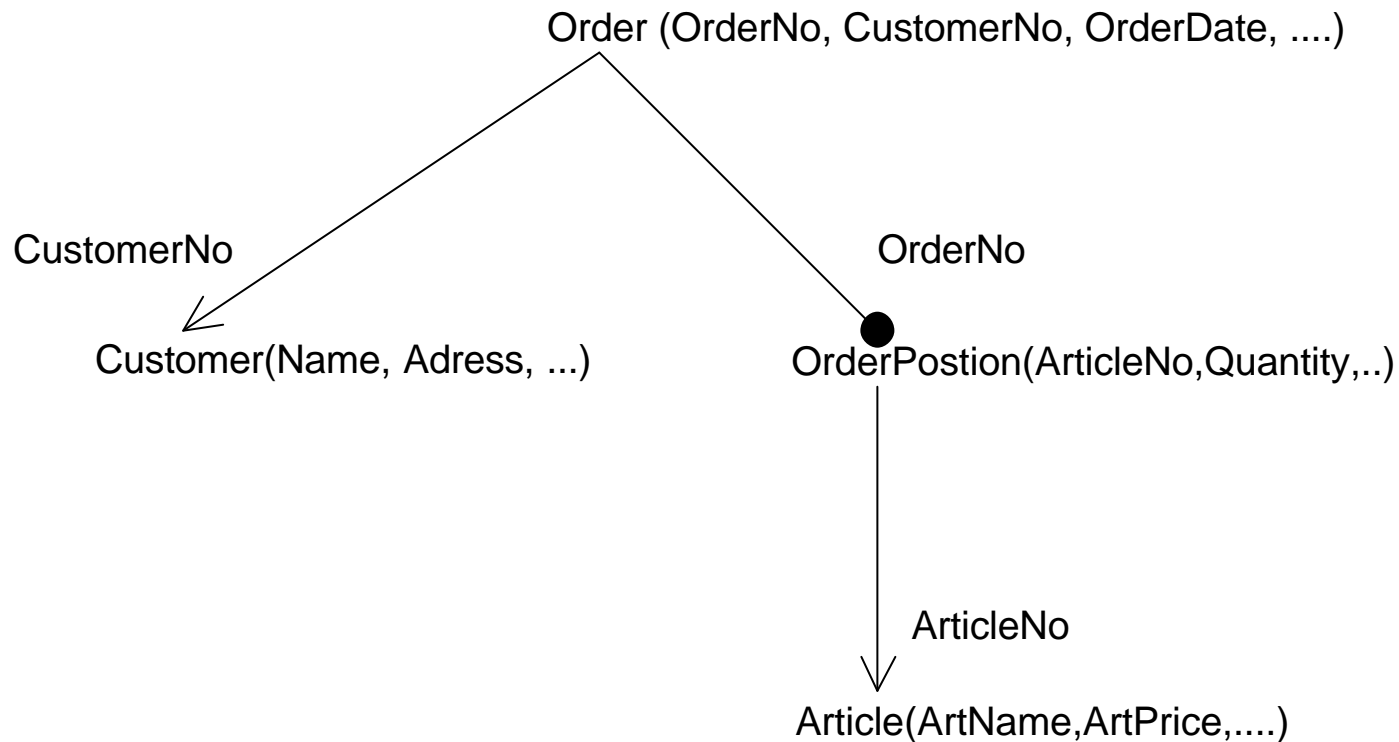 Order (OrderNo, CustomerNo, OrderDate, ....)
CustomerNo
OrderNo
Customer(Name, Adress, ...)
OrderPostion(ArticleNo,Quantity,..)
ArticleNo
Article(ArtName,ArtPrice,....)